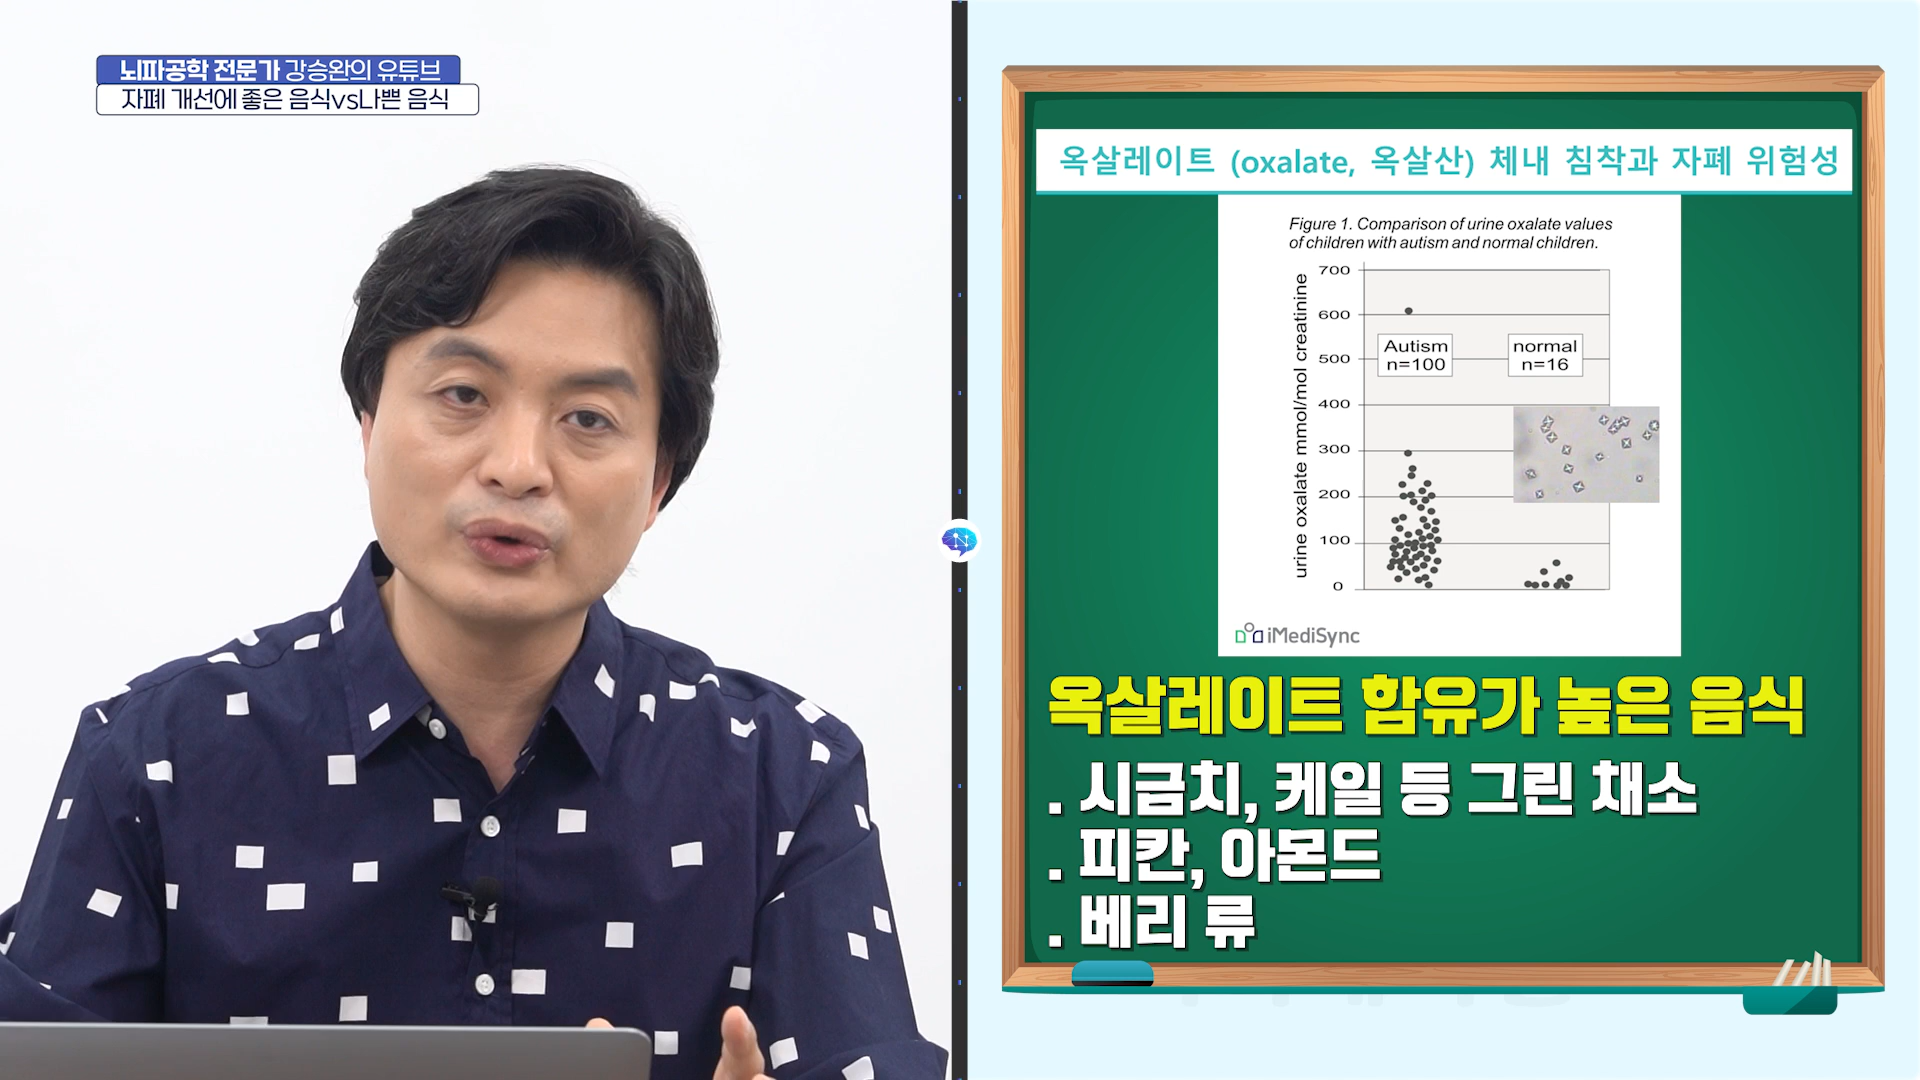 뇌파공학 전문가 강승완의 유튜브
자폐 개선에 좋은 음식vs나쁜 음식
옥살레이트 (oxalate, 옥살산) 체내 침착과 자폐 위험성
Figure 1. Comparison of urine oxalate values
of children with autism and normal children.
urine oxalate mmol/mol creatinine
700
600
500
400
300
200
100
0
Autism
n=100
normal
n=16
iMediSync
옥살레이트 함유가 높은 음식
. 시금치, 케일 등 그린 채소
. 피칸, 아몬드
. 베리 류